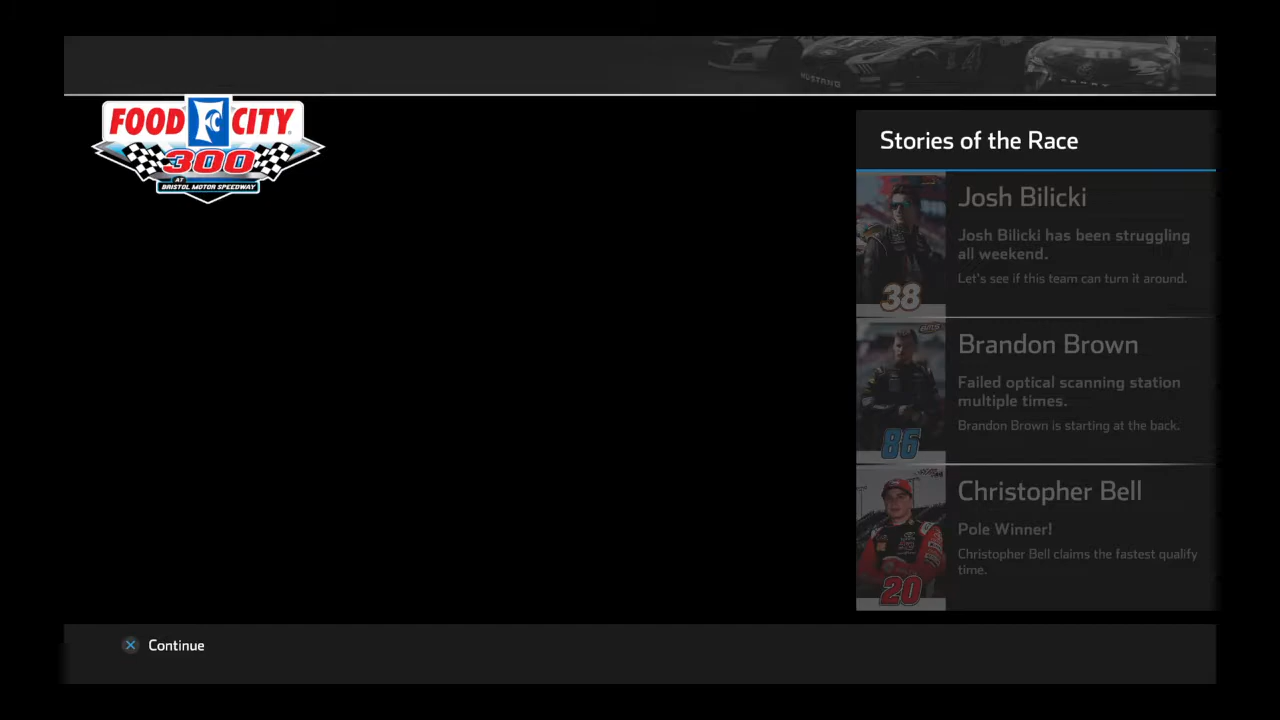 MUSTANG
FOOD FC CITY
300
AT
BRISTOL MOTOR SPEEDWAY
Stories of the Race
Josh Bilicki
Josh Bilicki has been struggling
all weekend.
Let's see if this team can turn it around.
38
Brandon Brown
Failed optical scanning station
multiple times.
Brandon Brown is starting at the back.
86
Christopher Bell
Pole Winner!
Christopher Bell claims the fastest qualify
time.
20
Continue